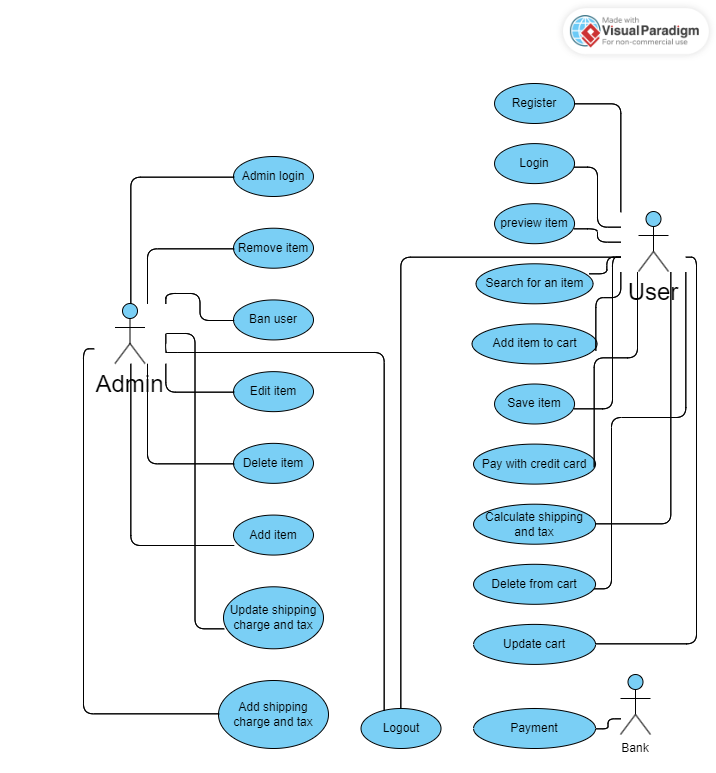 Made with
VisualParadigm
For non-commercial use
Register
Admin login
Login
Remove item
preview item
Search for an item
User
Ban user
Add item to cart
Admin
Edit item
Save item
Delete item
Pay with credit card
Add item
Calculate shipping
and tax
Delete from cart
Update shipping
charge and tax
Update cart
Add shipping
charge and tax
Logout
Payment
Bank